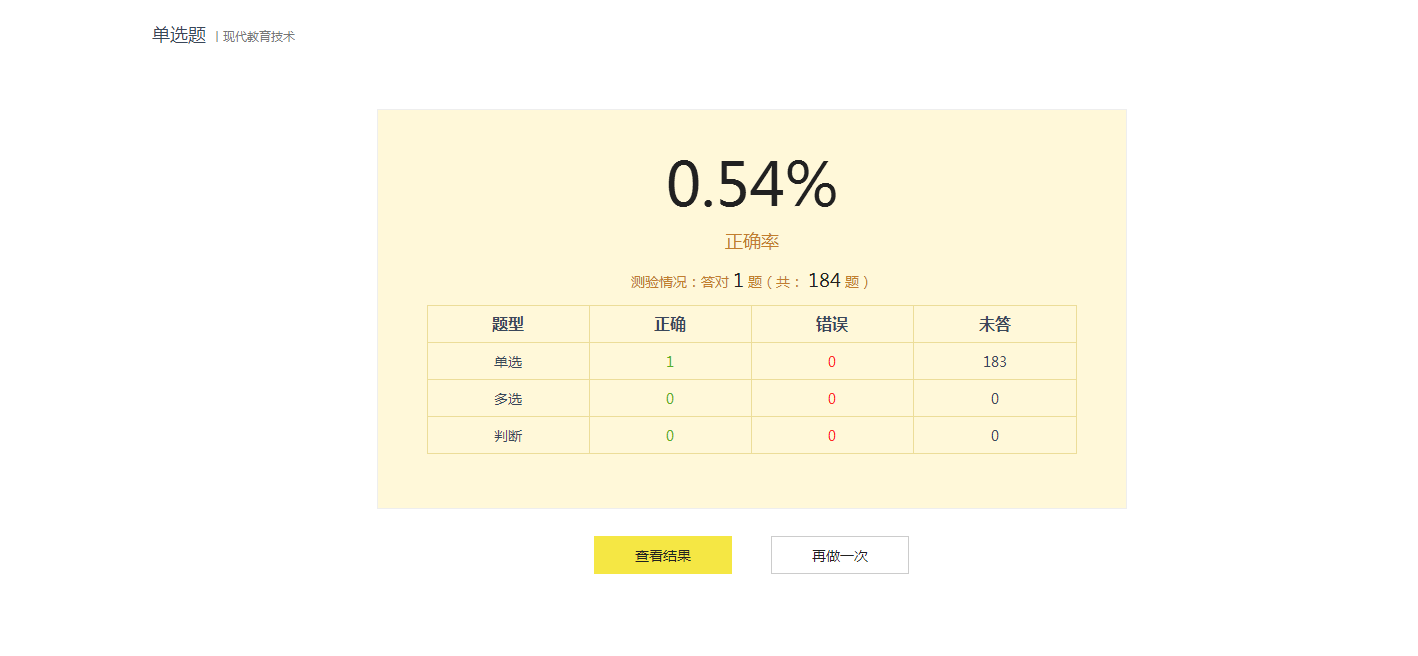 单选题 | 现代教育技术
0.54%
正确率
测验情况：答对 1 题 ( 共： 184 题 )
题型 正确 错误 未答
单选 1 0 183
多选 0 0 0
判断 0 0 0
查看结果 再做一次